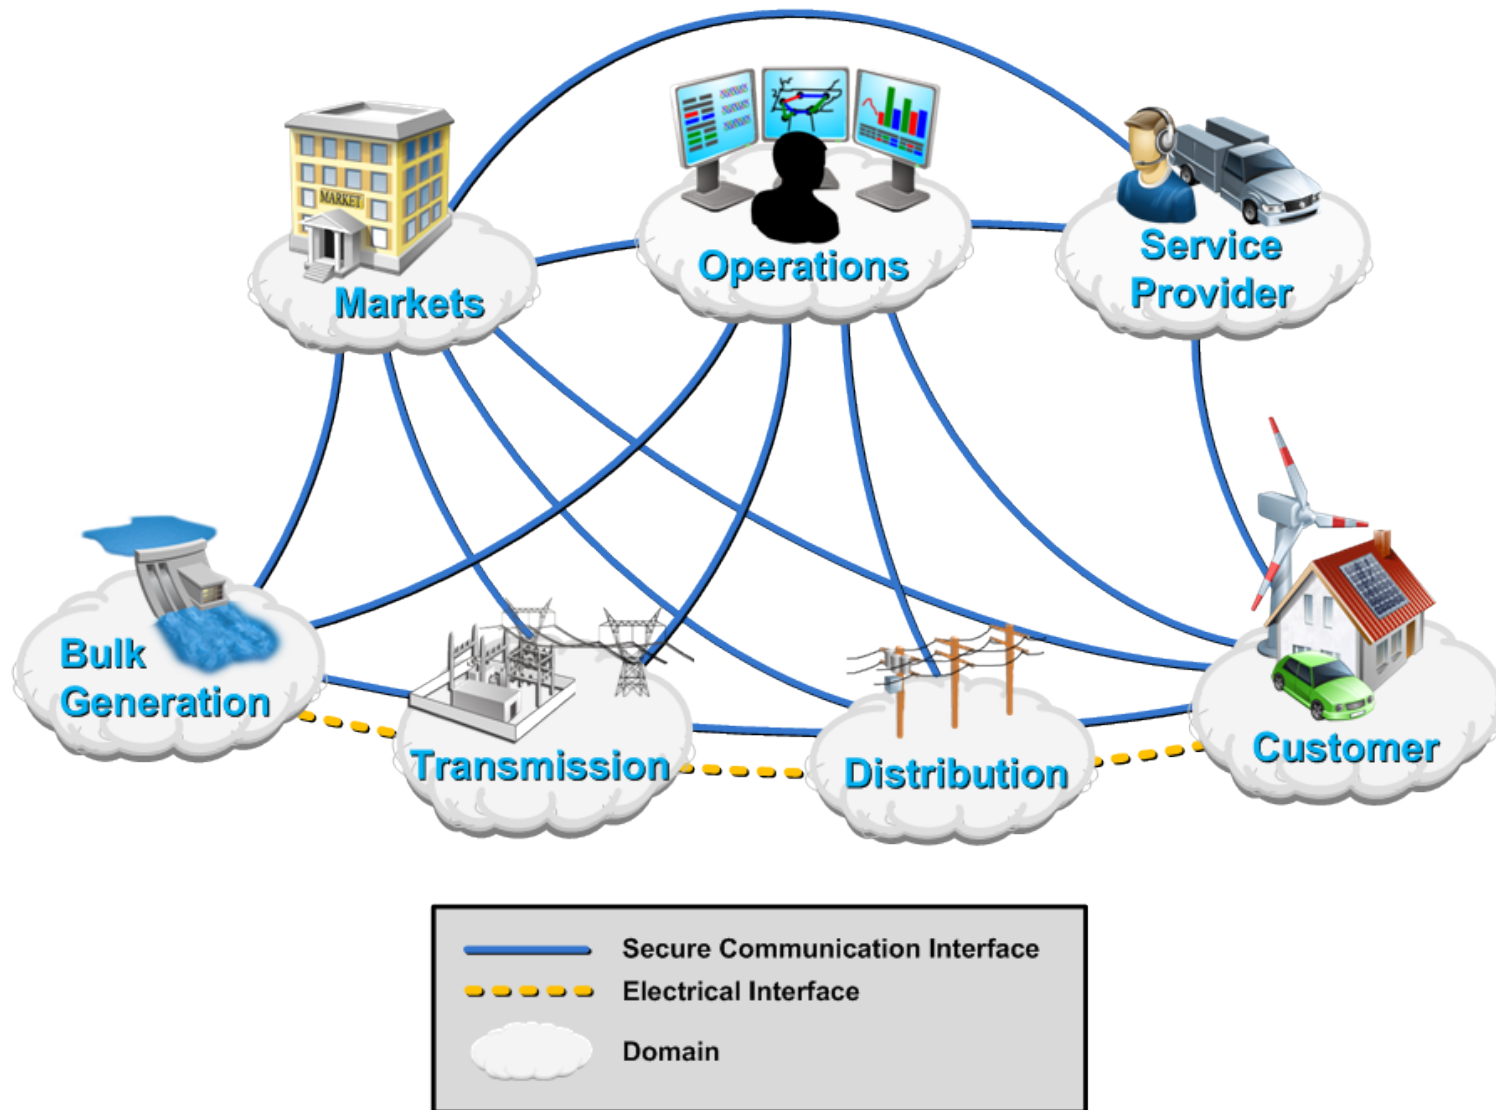 MARKET
Markets
Operations
Service
Provider
Bulk
Generation
Transmission
Distribution
Customer
Secure Communication Interface
Electrical Interface
Domain